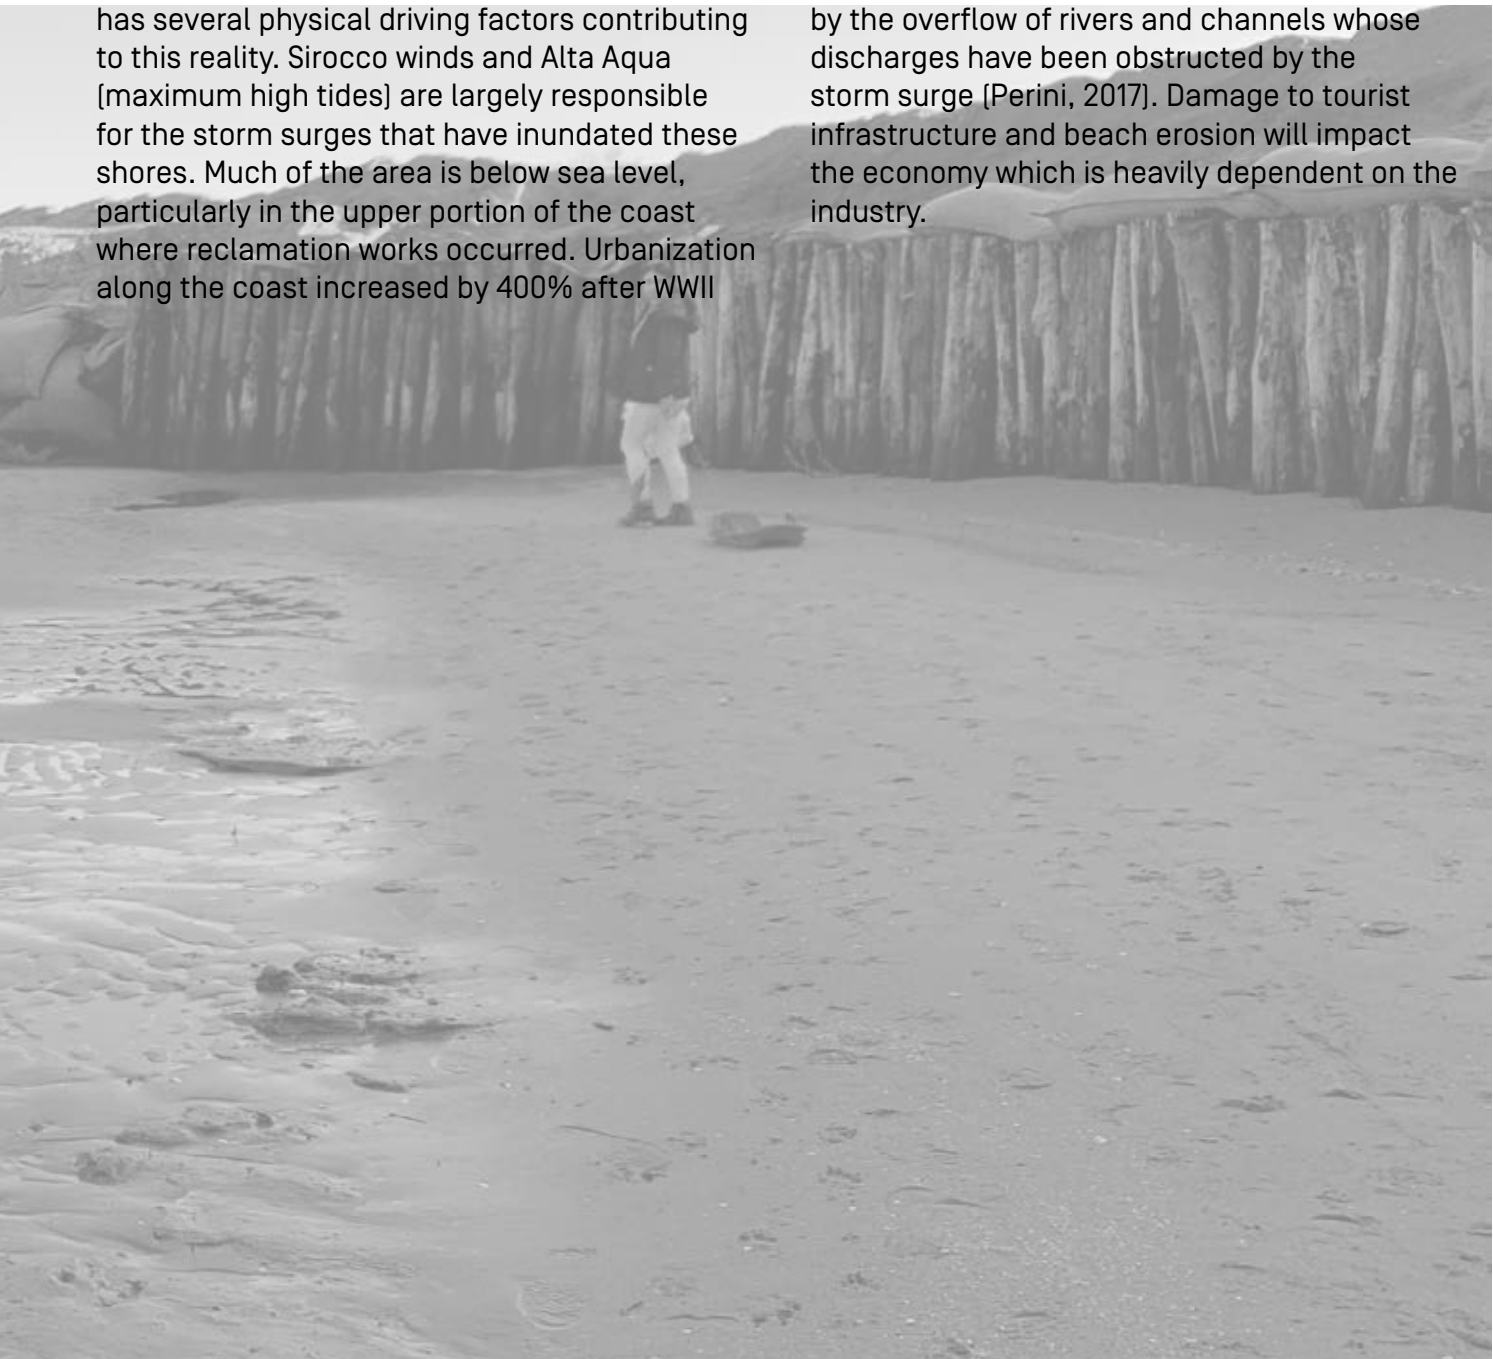 has several physical driving factors contributing
to this reality. Sirocco winds and Alta Aqua
(maximum high tides) are largely responsible
for the storm surges that have inundated these
shores. Much of the area is below sea level,
particularly in the upper portion of the coast
where reclamation works occurred. Urbanization
along the coast increased by 400% after WWII
by the overflow of rivers and channels whose
discharges have been obstructed by the
storm surge (Perini, 2017). Damage to tourist
infrastructure and beach erosion will impact
the economy which is heavily dependent on the
industry.